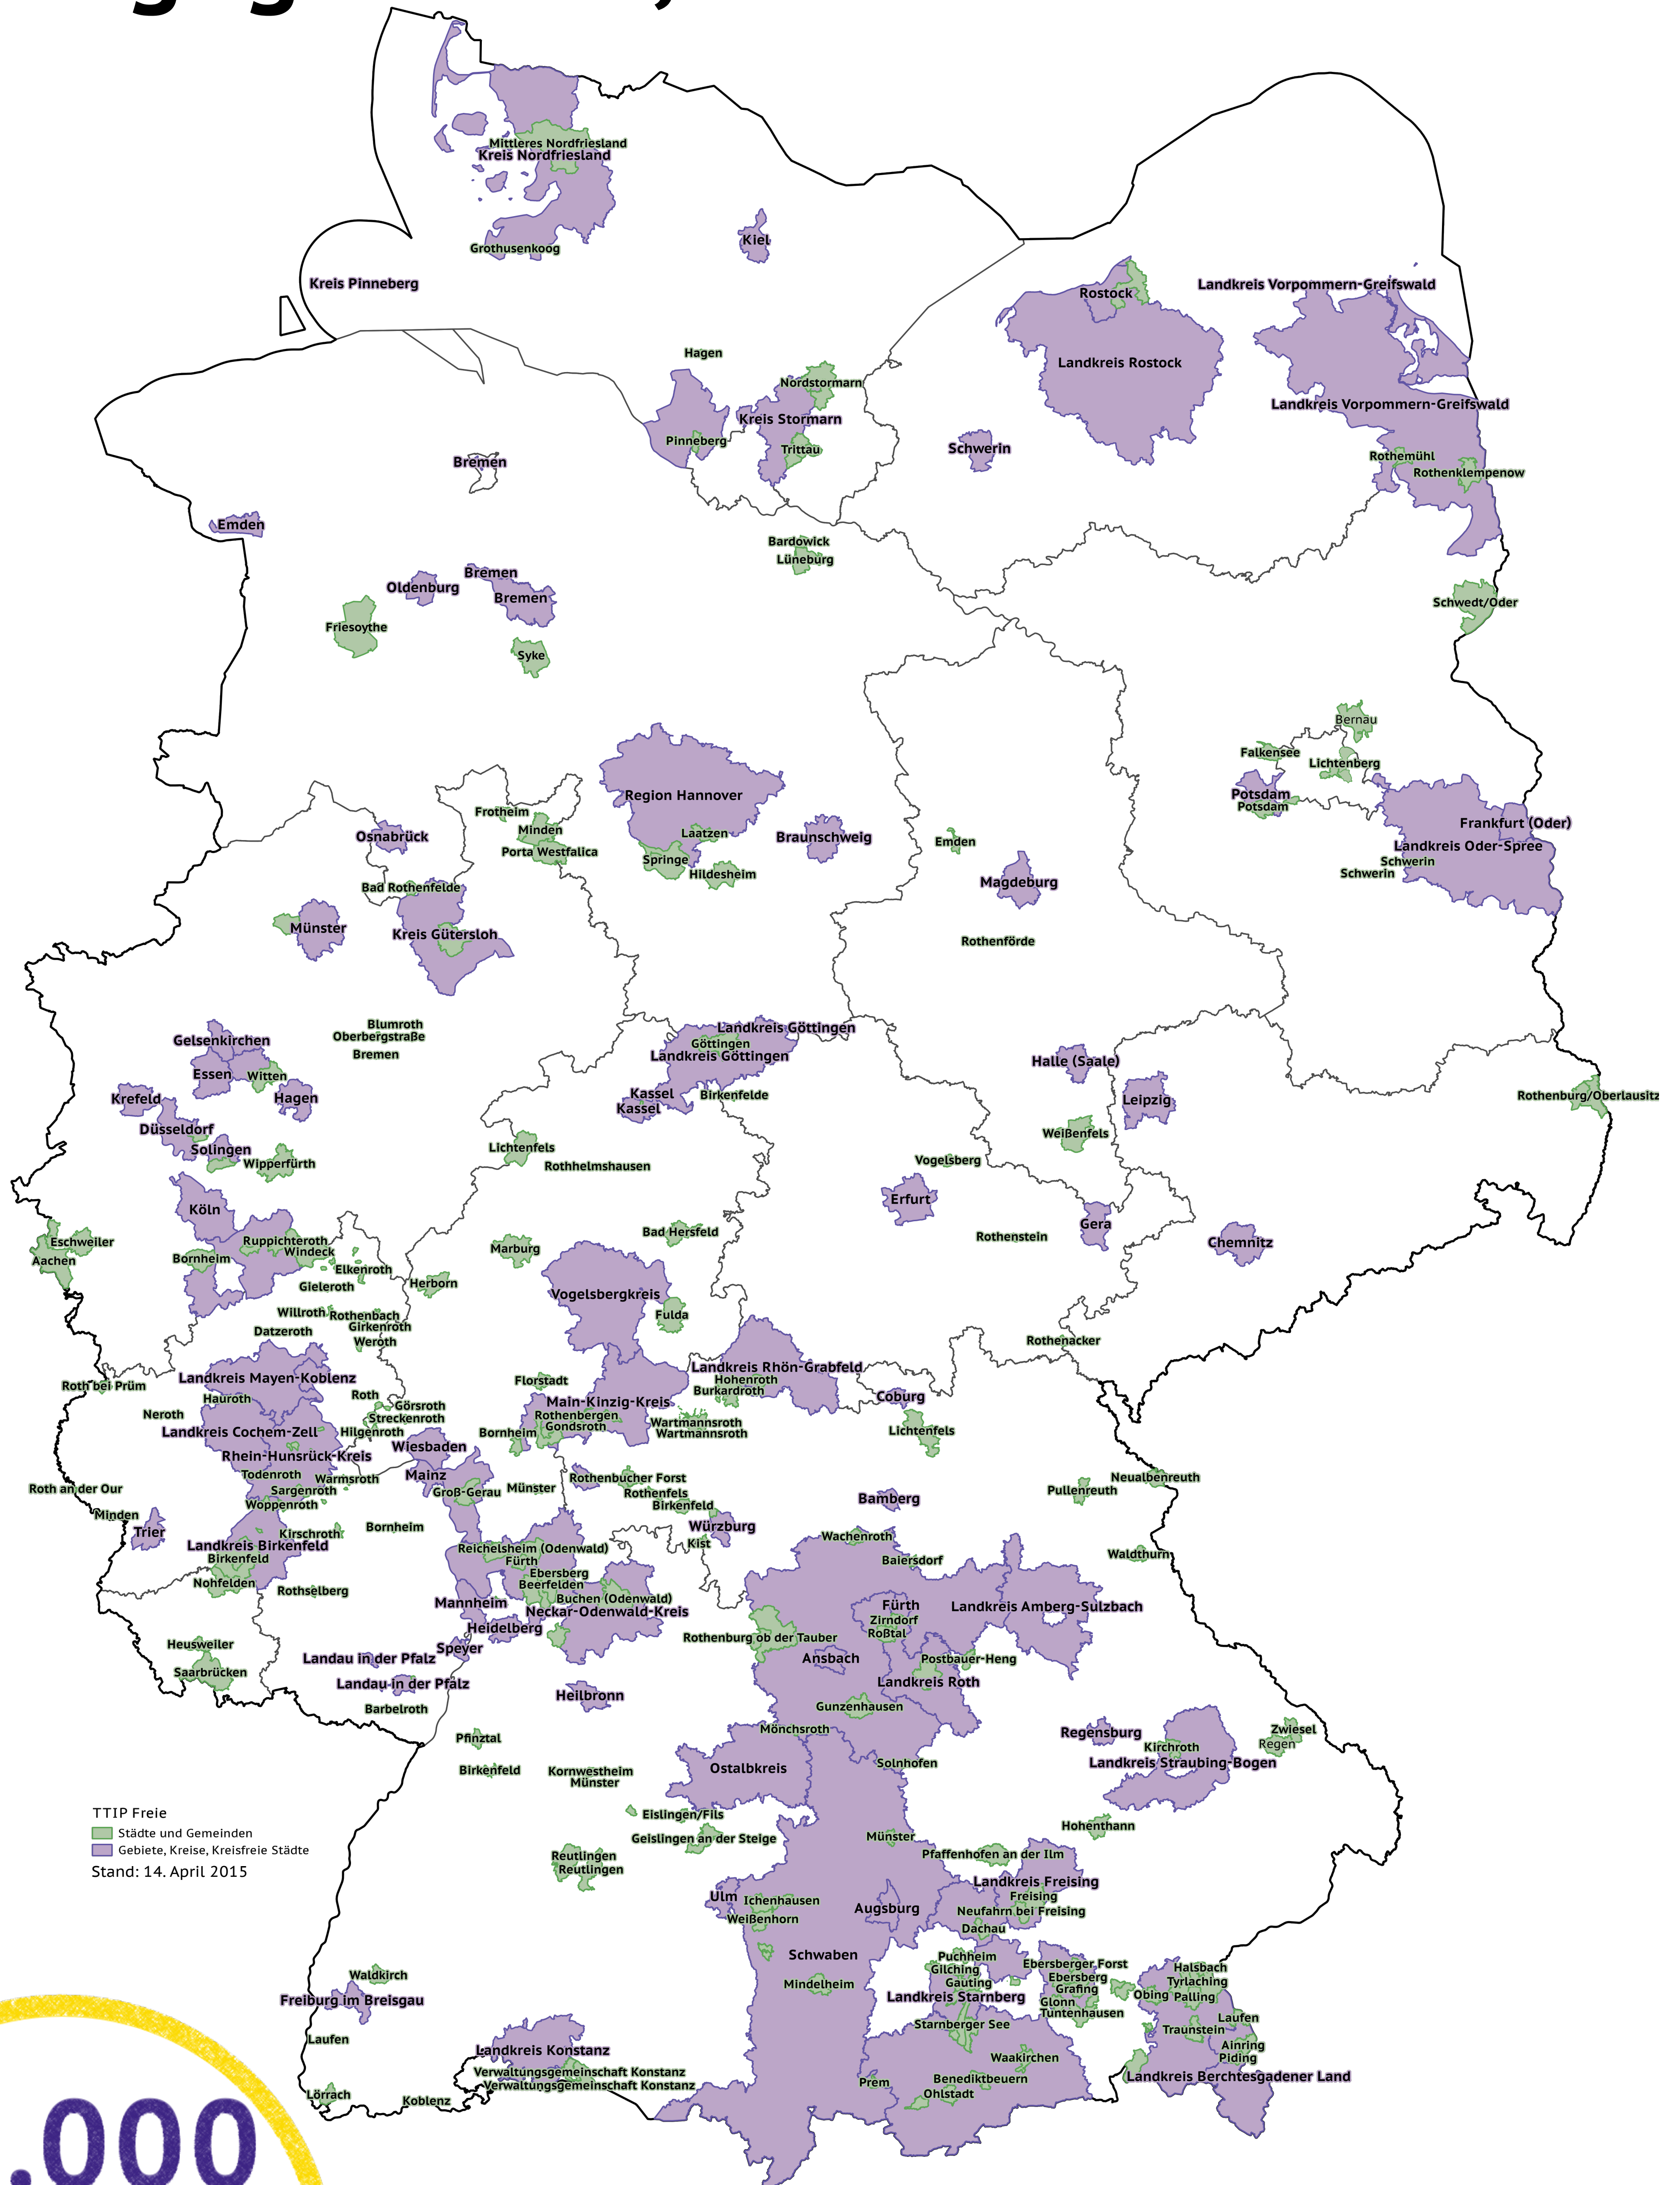 Mittleres Nordfriesland
Kreis Nordfriesland
Kiel
Grothusenkoog
Kreis Pinneberg
Landkreis Vorpommern-Greifswald
Rostock
Hagen
Landkreis Rostock
Nordstormarn
Landkreis Vorpommern-Greifswald
Kreis Stormarn
Pinneberg
Trittau
Schwerin
Rothemühl
Bremen
Rothenklempenow
Emden
Bardowick
Lüneburg
Bremen
Oldenburg
Bremen
Schwedt/Oder
Friesoythe
Syke
Bernau
Falkensee
Lichtenberg
Region Hannover
Potsdam
Potsdam
Frotheim
Frankfurt (Oder)
Minden
Laatzen
Osnabrück
Braunschweig
Emden
Landkreis Oder-Spree
Porta Westfalica
Springe
Schwerin
Hildesheim
Schwerin
Magdeburg
Bad Rothenfelde
Münster
Kreis Gütersloh
Rothenförde
Blumroth
Landkreis Göttingen
Oberbergstraße
Gelsenkirchen
Göttingen
Bremen
Landkreis Göttingen
Halle (Saale)
Essen
Witten
Kassel
Birkenfelde
Rothenburg/Oberlausitz
Krefeld
Hagen
Leipzig
Kassel
Düsseldorf
Weißenfels
Solingen
Lichtenfels
Wipperfürth
Rothhelmshausen
Vogelsberg
Köln
Erfurt
Gera
Bad Hersfeld
Rothenstein
Eschweiler
Ruppichteroth
Marburg
Chemnitz
Windeck
Aachen
Bornheim
Elkenroth
Gieleroth
Herborn
Vogelsbergkreis
Willroth
Rothenbach
Fulda
Girkenroth
Datzeroth
Weroth
Rothenacker
Landkreis Rhön-Grabfeld
Landkreis Mayen-Koblenz
Roth bei Prüm
Florstadt
Hohenroth
Burkardroth
Hauroth
Roth
Main-Kinzig-Kreis
Coburg
Görsroth
Neroth
Streckenroth
Rothenbergen
Wartmannsroth
Gondsroth
Landkreis Cochem-Zell
Hilgenroth
Bornheim
Wartmannsroth
Lichtenfels
Wiesbaden
Rhein-Hunsrück-Kreis
Todenroth
Warmsroth
Mainz
Rothenbucher Forst
Neualbenreuth
Roth an der Our
Sargenroth
Groß-Gerau
Münster
Rothenfels
Pullenreuth
Woppenroth
Birkenfeld
Bamberg
Minden
Trier
Kirschroth
Bornheim
Würzburg
Wachenroth
Landkreis Birkenfeld
Kist
Reichelsheim (Odenwald)
Birkenfeld
Fürth
Baiersdorf
Waldthurn
Nohfelden
Rothselberg
Ebersberg
Beerfelden
Buchen (Odenwald)
Mannheim
Neckar-Odenwald-Kreis
Fürth
Landkreis Amberg-Sulzbach
Zirndorf
Heidelberg
Roßtal
Heusweiler
Speyer
Rothenburg ob der Tauber
Landau in der Pfalz
Ansbach
Postbauer-Heng
Saarbrücken
Landau in der Pfalz
Landkreis Roth
Heilbronn
Barbelroth
Gunzenhausen
Mönchsroth
Regensburg
Zwiesel
Pfinztal
Kirchroth
Regen
Birkenfeld
Kornwestheim
Ostalbkreis
Solnhofen
Landkreis Straubing-Bogen
Münster
TTIP Freie
Städte und Gemeinden
Gebiete, Kreise, Kreisfreie Städte
Stand: 14. April 2015
Eislingen/Fils
Hohenthann
Geislingen an der Steige
Münster
Reutlingen
Pfaffenhofen an der Ilm
Reutlingen
Landkreis Freising
Ulm
Ichenhausen
Freising
Augsburg
Neufahrn bei Freising
Weißenhorn
Dachau
Schwaben
Puchheim
Ebersberger Forst
Halsbach
Gilching
Ebersberg
Waldkirch
Mindelheim
Gauting
Grafing
Tyrlaching
Freiburg im Breisgau
Landkreis Starnberg
Glonn
Obing
Palling
Tuntenhausen
Laufen
Starnberger See
Laufen
Traunstein
Landkreis Konstanz
Ainring
Waakirchen
Piding
Verwaltungsgemeinschaft Konstanz
Landkreis Berchtesgadener Land
Verwaltungsgemeinschaft Konstanz
Prem
Benediktbeuern
Lörrach
Koblenz
Ohlstadt
.000